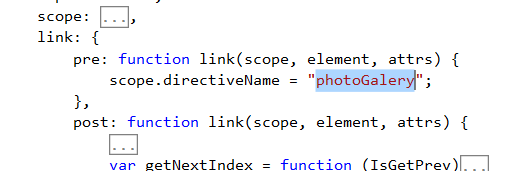 scope: ...,
link: {
pre: function link(scope, element, attrs) {
scope.directiveName = "photoGalery";
},
post: function link(scope, element, attrs) {
...
var getNextIndex = function (IsGetPrev)...